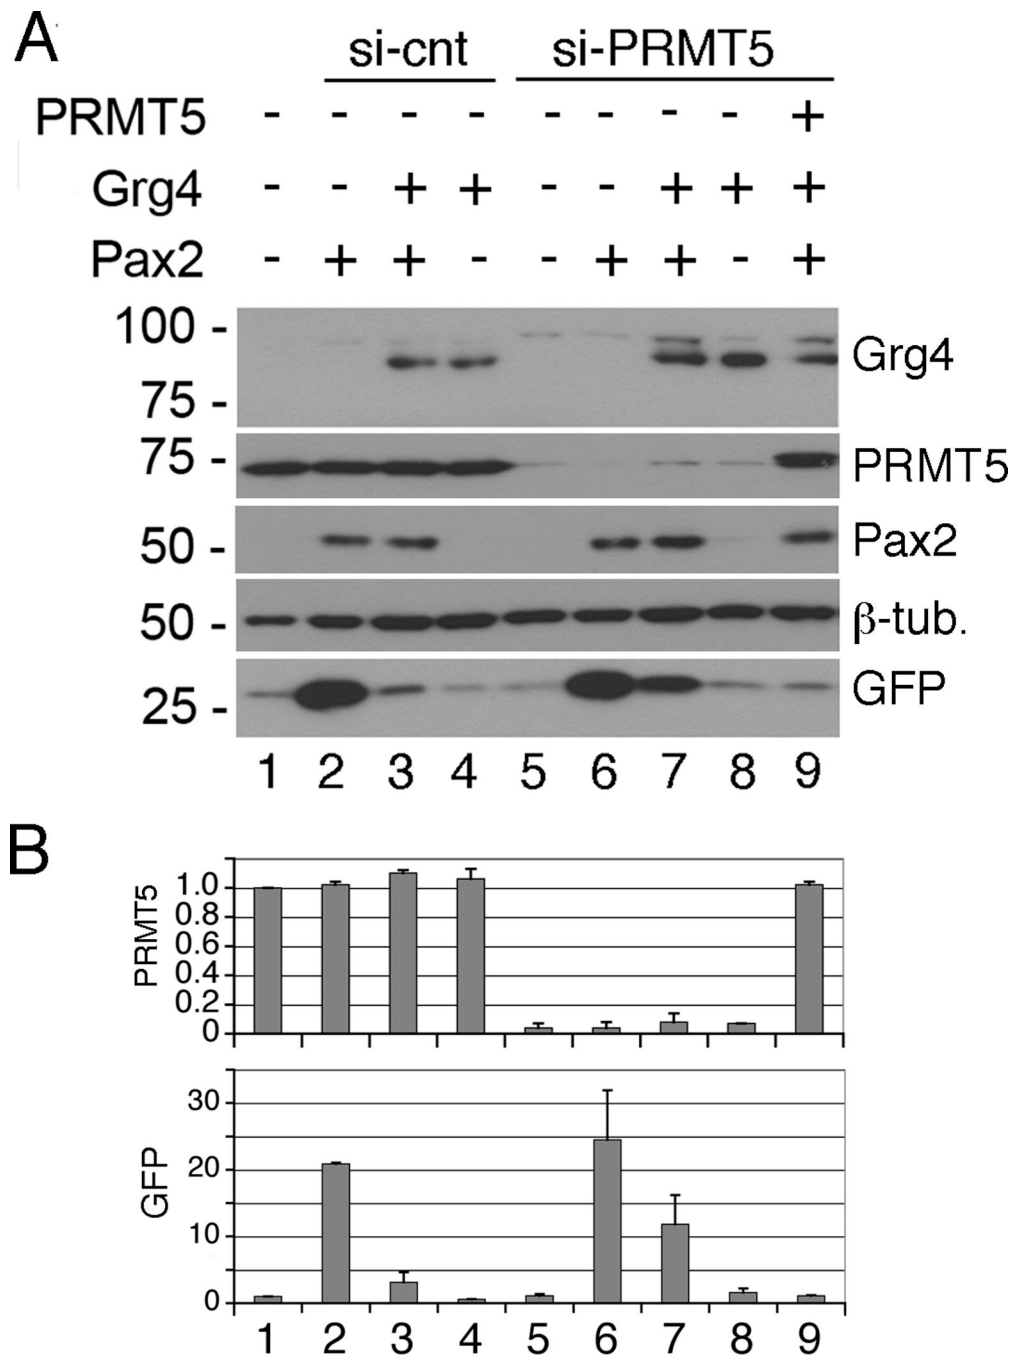 A
si-cnt si-PRMT5
PRMT5 - - - - - - - - +
Grg4 - - + + - - + + +
Pax2 - + + - - + + - +
100 - Grg4
75 -
75 - PRMT5
50 - Pax2
50 - β-tub.
GFP
25 -
1 2 3 4 5 6 7 8 9
B
PRMT5
1.0
0.8
0.6
0.4
0.2
0
GFP
30
20
10
0
1 2 3 4 5 6 7 8 9